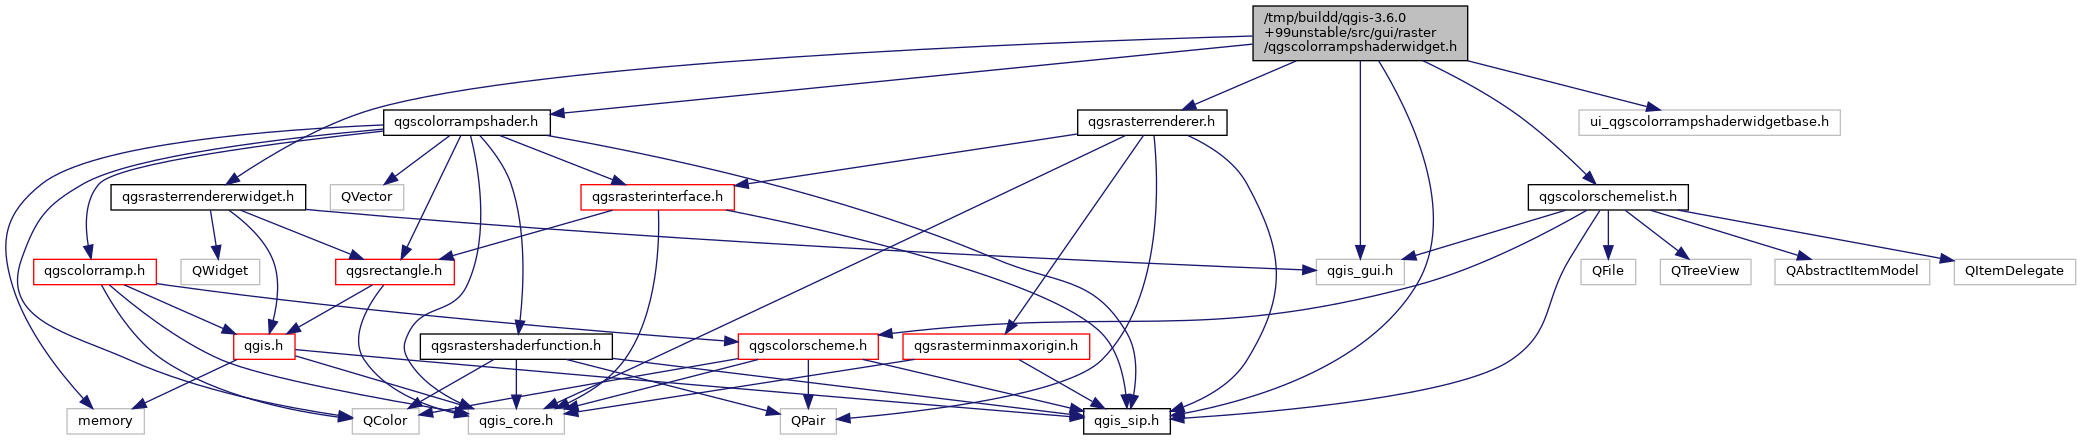 /tmp/buildd/qgis-3.6.0
+99unstable/src/gui/raster
/qgscolorrampshaderwidget.h
qgscolorrampshader.h
qgsrasterrenderer.h
ui_qgscolorrampshaderwidgetbase.h
qgsrasterrendererwidget.h
QVector
qgsrasterinterface.h
qgscolorschemelist.h
qgscolorramp.h
QWidget
qgsrectangle.h
qgis_gui.h
QFile
QTreeView
QAbstractItemModel
QItemDelegate
qgis.h
qgsrastershaderfunction.h
qgscolorscheme.h
qgsrasterminmaxorigin.h
memory
QColor
qgis_core.h
QPair
qgis_sip.h